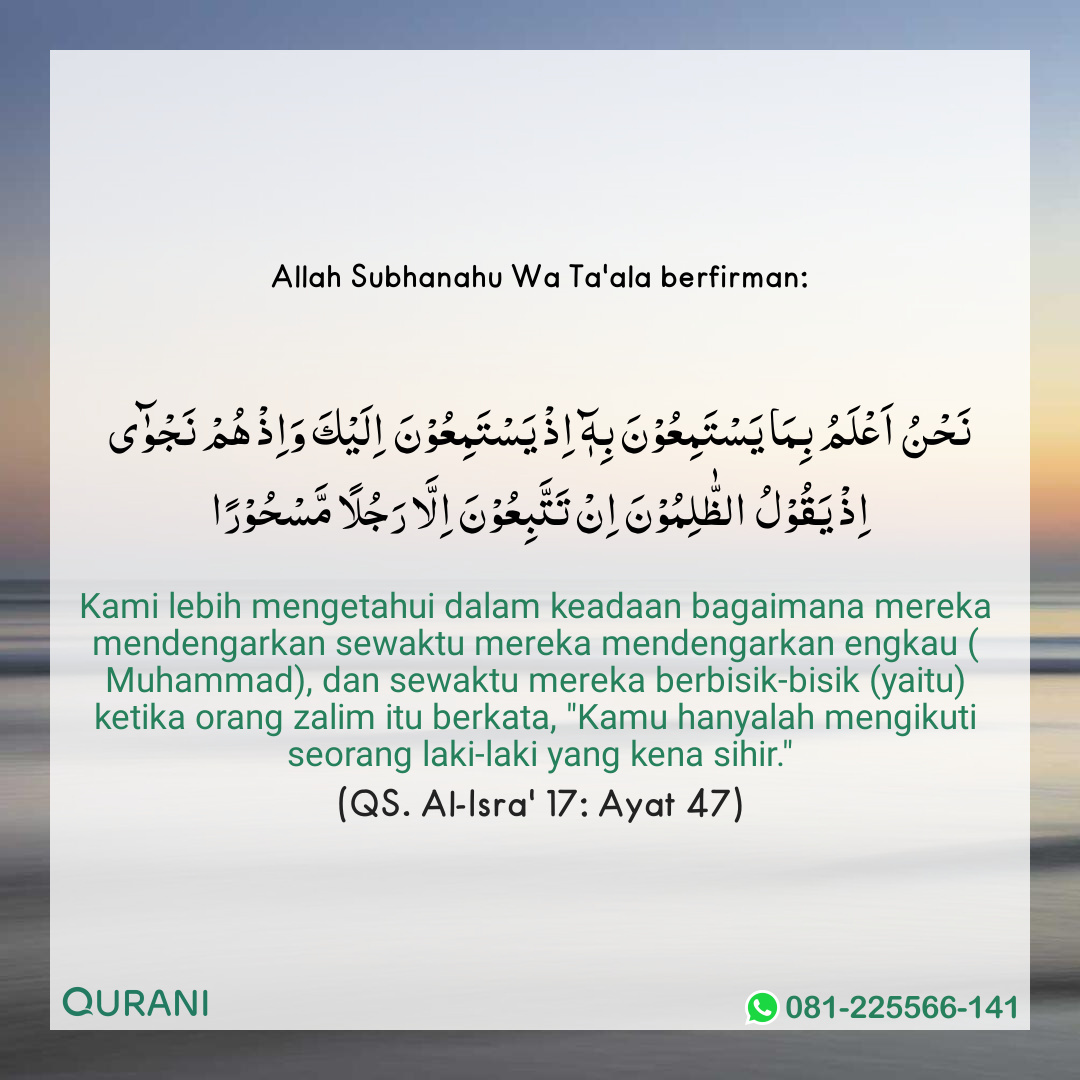 Allah Subhanahu Wa Ta'ala berfirman:
نَحْنُ اَعْلَمُ بِمَا يَسْتَمِعُوْنَ بِهٖٓ اِذْ يَسْتَمِعُوْنَ اِلَيْكَ وَاِذْ هُمْ نَجْوٰٓى
اِذْ يَقُوْلُ الظّٰلِمُوْنَ اِنْ تَتَّبِعُوْنَ اِلَّا رَجُلًا مَّسْحُوْرًا
Kami lebih mengetahui dalam keadaan bagaimana mereka
mendengarkan sewaktu mereka mendengarkan engkau (
Muhammad), dan sewaktu mereka berbisik-bisik (yaitu)
ketika orang zalim itu berkata, "Kamu hanyalah mengikuti
seorang laki-laki yang kena sihir."
(QS. Al-Isra' 17: Ayat 47)
QURANI
081-225566-141